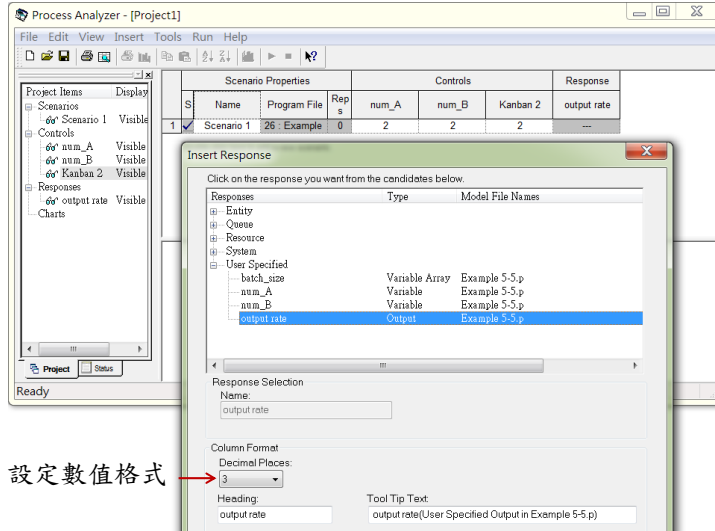 Process Analyzer - [Project1]
File Edit View Insert Tools Run Help
Project Items Display
Scenarios
Scenario 1 Visible
Controls
num_A Visible
num_B Visible
Kanban 2 Visible
Responses
output rate Visible
Charts
Project Status
Ready
Scenario Properties Controls Response
S Name Program File Reps num_A num_B Kanban 2 output rate
1 Scenario 1 26 : Example 0 2 2 2 ---
Insert Response
Click on the response you want from the candidates below.
Responses Type Model File Names
Entity
Queue
Resource
System
User Specified
batch_size Variable Array Example 5-5.p
num_A Variable Example 5-5.p
num_B Variable Example 5-5.p
output rate Output Example 5-5.p
Response Selection
Name:
output rate
Column Format
Decimal Places:
設定數值格式
3
Heading: Tool Tip Text:
output rate output rate(User Specified Output in Example 5-5.p)